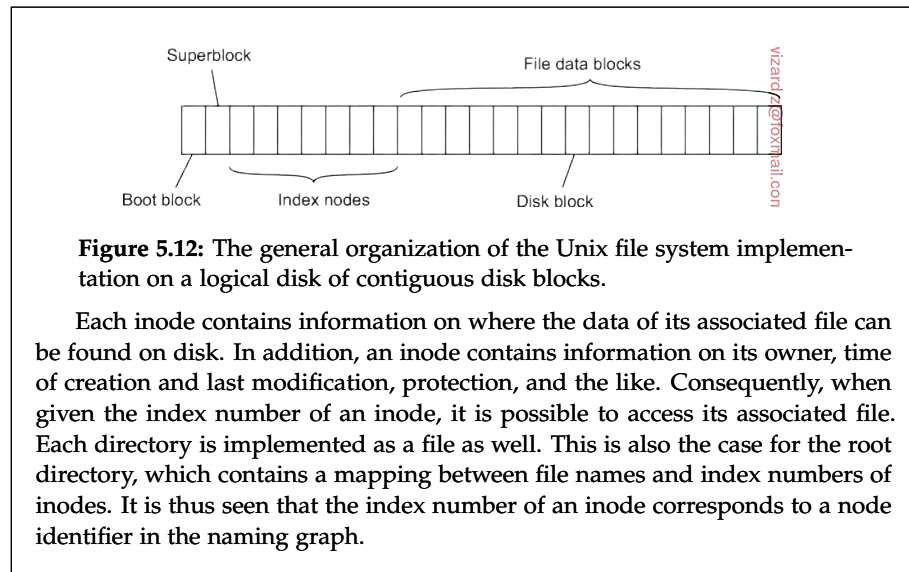 Superblock
File data blocks
Boot block
Index nodes
Disk block
vizard.zj@foxmail.con
Figure 5.12: The general organization of the Unix file system implemen-
tation on a logical disk of contiguous disk blocks.
Each inode contains information on where the data of its associated file can
be found on disk. In addition, an inode contains information on its owner, time
of creation and last modification, protection, and the like. Consequently, when
given the index number of an inode, it is possible to access its associated file.
Each directory is implemented as a file as well. This is also the case for the root
directory, which contains a mapping between file names and index numbers of
inodes. It is thus seen that the index number of an inode corresponds to a node
identifier in the naming graph.